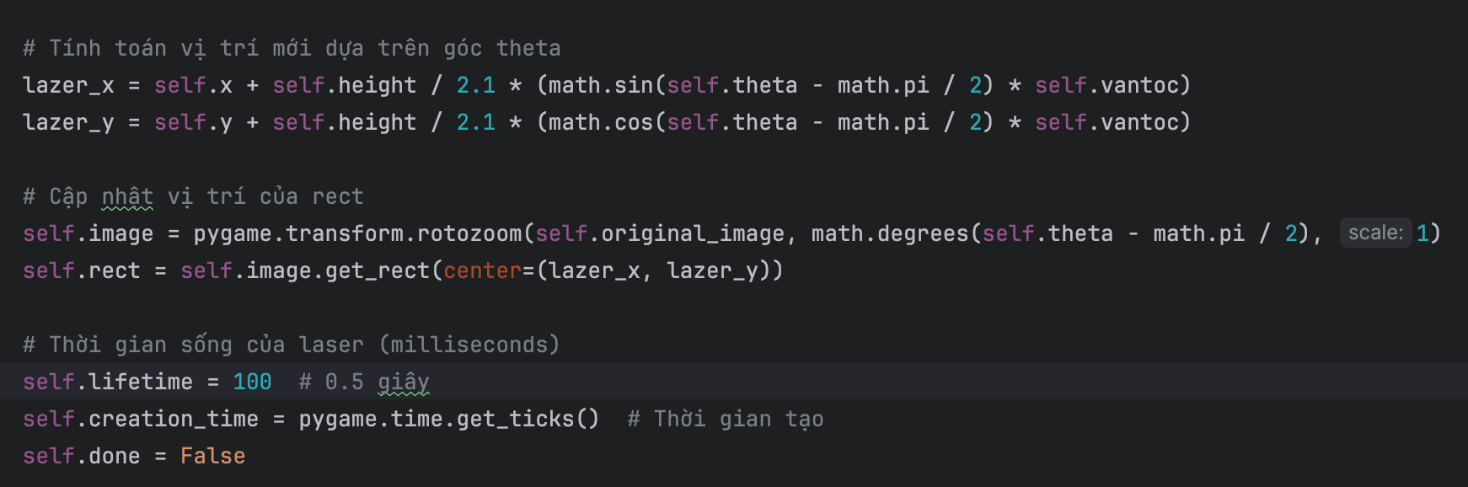 # Tính toán vị trí mới dựa trên góc theta
lazer_x = self.x + self.height / 2.1 * (math.sin(self.theta - math.pi / 2) * self.vantoc)
lazer_y = self.y + self.height / 2.1 * (math.cos(self.theta - math.pi / 2) * self.vantoc)
# Cập nhật vị trí của rect
self.image = pygame.transform.rotozoom(self.original_image, math.degrees(self.theta - math.pi / 2), scale: 1)
self.rect = self.image.get_rect(center=(lazer_x, lazer_y))
# Thời gian sống của laser (milliseconds)
self.lifetime = 100  # 0.5 giây
self.creation_time = pygame.time.get_ticks()  # Thời gian tạo
self.done = False